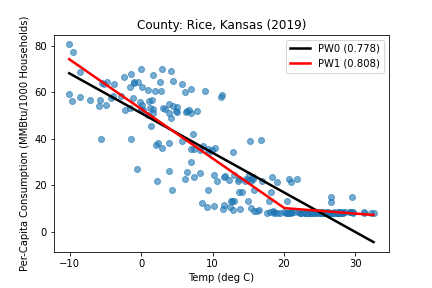 County: Rice, Kansas (2019)
PW0 (0.778)
PW1 (0.808)
Per-Capita Consumption (MMBtu/1000 Households)
80
60
40
20
0
−10
0
10
20
30
Temp (deg C)